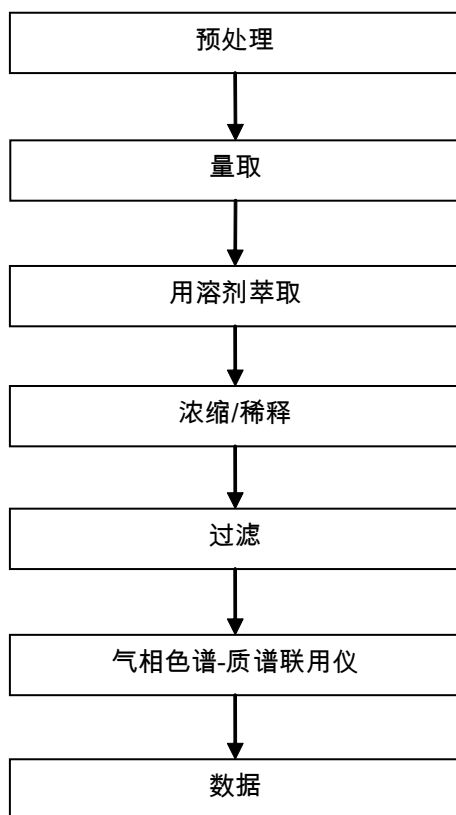 预处理
量取
用溶剂萃取
浓缩/稀释
过滤
气相色谱-质谱联用仪
数据